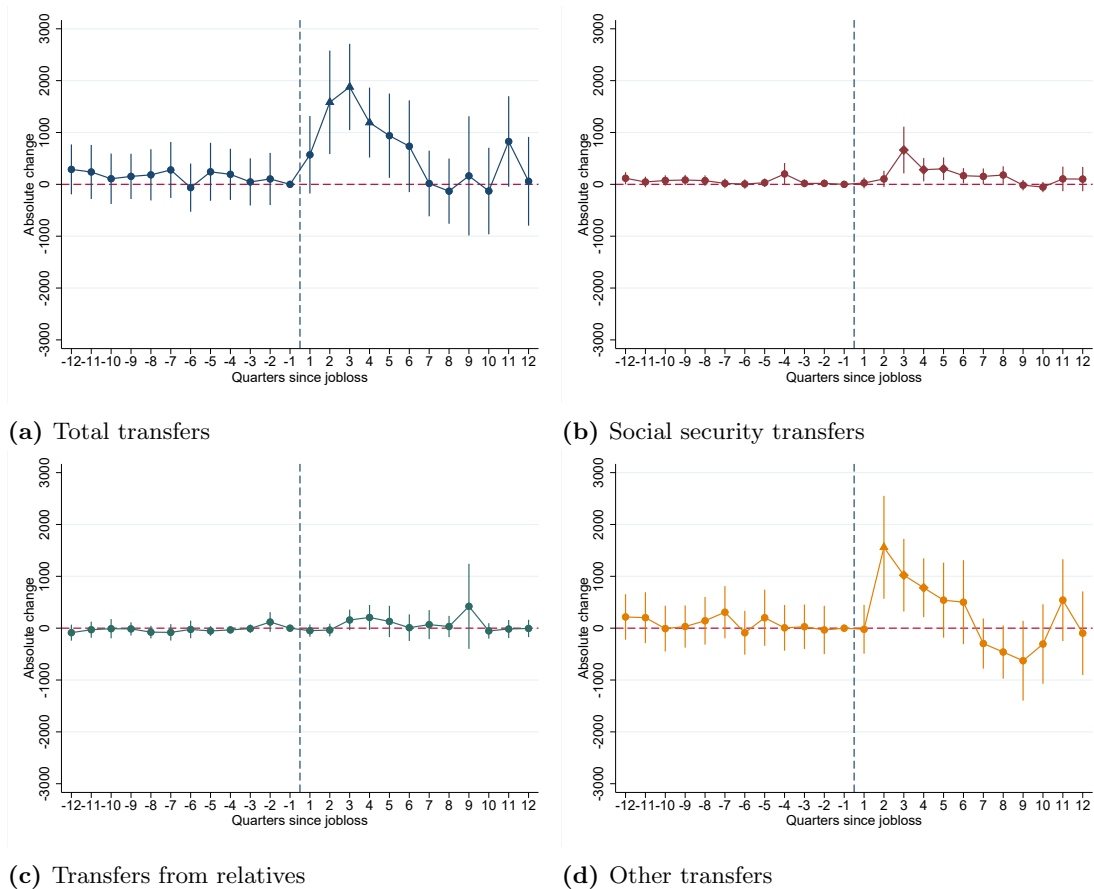 3000
2000
1000
0
-1000
-2000
-3000
Absolute change
-12 -11 -10 -9 -8 -7 -6 -5 -4 -3 -2 -1 1 2 3 4 5 6 7 8 9 10 11 12
Quarters since jobloss
(a) Total transfers
3000
2000
1000
0
-1000
-2000
-3000
Absolute change
-12 -11 -10 -9 -8 -7 -6 -5 -4 -3 -2 -1 1 2 3 4 5 6 7 8 9 10 11 12
Quarters since jobloss
(b) Social security transfers
3000
2000
1000
0
-1000
-2000
-3000
Absolute change
-12 -11 -10 -9 -8 -7 -6 -5 -4 -3 -2 -1 1 2 3 4 5 6 7 8 9 10 11 12
Quarters since jobloss
(c) Transfers from relatives
3000
2000
1000
0
-1000
-2000
-3000
Absolute change
-12 -11 -10 -9 -8 -7 -6 -5 -4 -3 -2 -1 1 2 3 4 5 6 7 8 9 10 11 12
Quarters since jobloss
(d) Other transfers